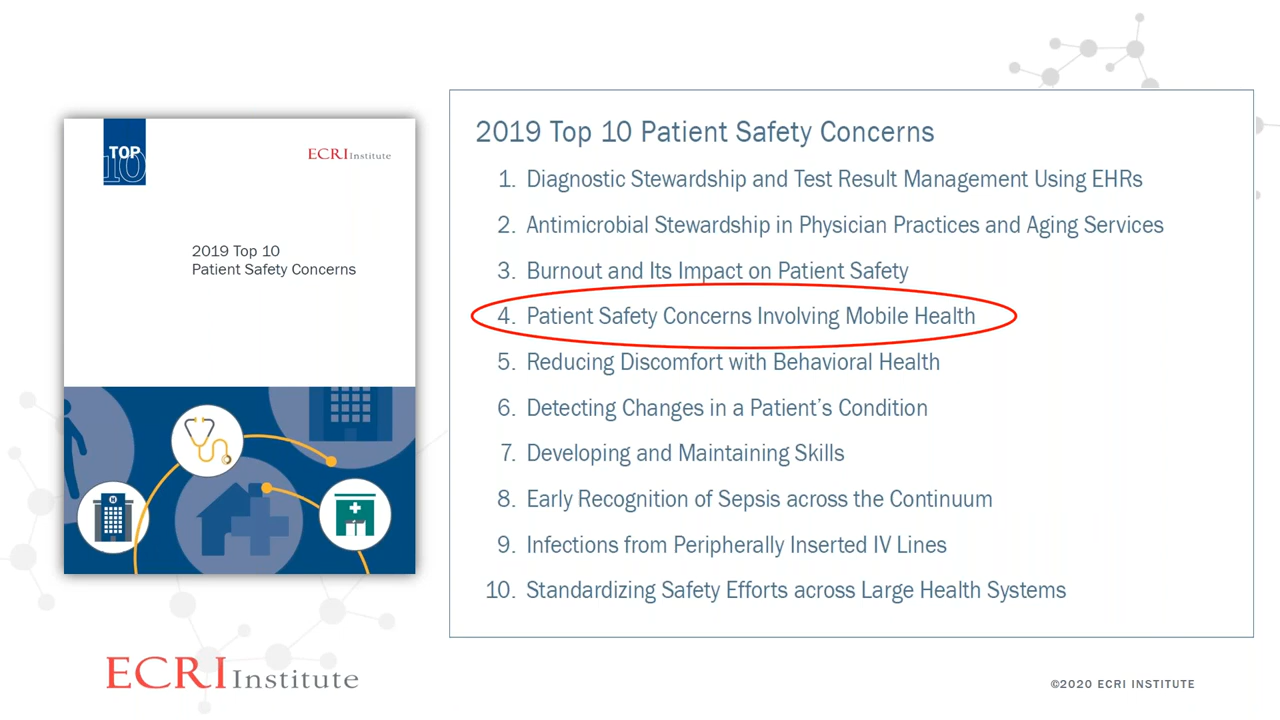 TOP
10
ECRI Institute
2019 Top 10
Patient Safety Concerns
H
2019 Top 10 Patient Safety Concerns
1. Diagnostic Stewardship and Test Result Management Using EHRs
2. Antimicrobial Stewardship in Physician Practices and Aging Services
3. Burnout and Its Impact on Patient Safety
4. Patient Safety Concerns Involving Mobile Health
5. Reducing Discomfort with Behavioral Health
6. Detecting Changes in a Patient’s Condition
7. Developing and Maintaining Skills
8. Early Recognition of Sepsis across the Continuum
9. Infections from Peripherally Inserted IV Lines
10. Standardizing Safety Efforts across Large Health Systems
ECRI Institute
©2020 ECRI INSTITUTE